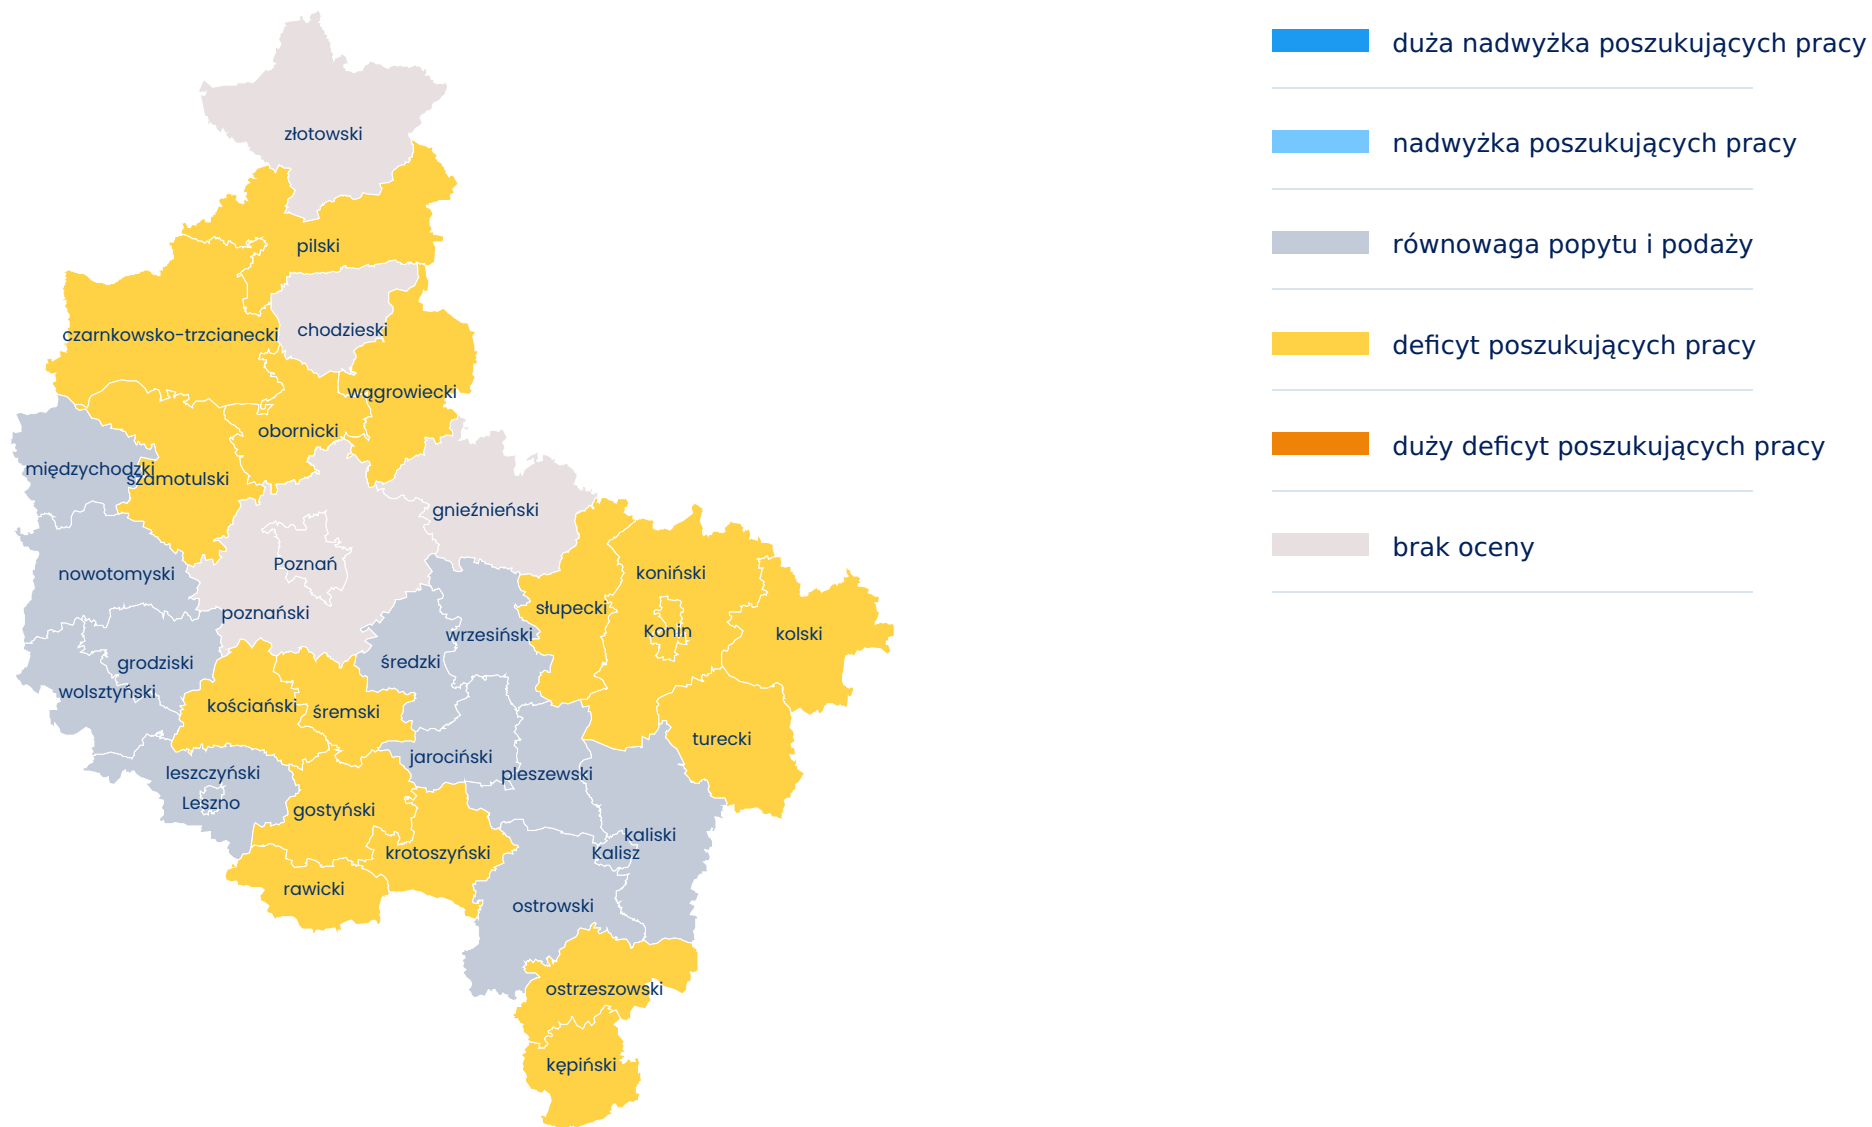 złotowski
pilski
chodzieski
czarnkowsko-trzcianecki
wągrowiecki
obornicki
międzychodzki
szamotulski
gnieźnieński
Poznań
nowotomyski
koniński
słupecki
poznański
Konin
kolski
wrzesiński
średzki
grodziski
wolsztyński
kościański
śremski
turecki
jarociński
leszczyński
pleszewski
Leszno
gostyński
kaliski
Kalisz
krotoszyński
rawicki
ostrowski
ostrzeszowski
kępiński
duża nadwyżka poszukujących pracy
nadwyżka poszukujących pracy
równowaga popytu i podaży
deficyt poszukujących pracy
duży deficyt poszukujących pracy
brak oceny